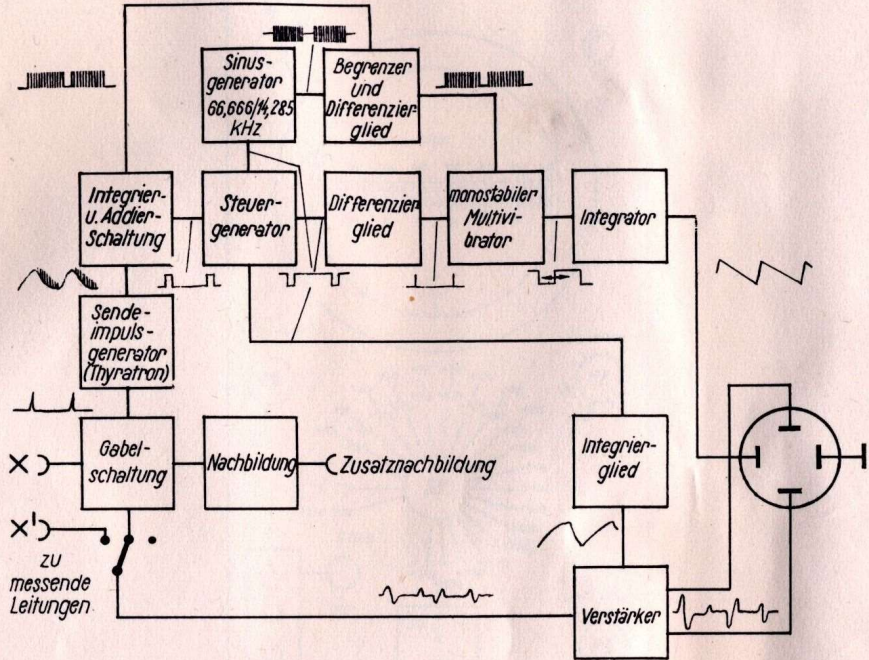 Sinus-
generator
66,666/14,285
kHz
Begrenzer
und
Differenzier-
glied
Integrier-
u. Addier-
Schaltung
Steuer-
generator
Differenzier-
glied
monostabiler
Multivi-
brator
Integrator
Sende-
impuls-
generator
(Thyratron)
Gabel-
schaltung
Nachbildung
Zusatznachbildung
Integrier-
glied
X
X'
zu
messende
Leitungen
Verstärker